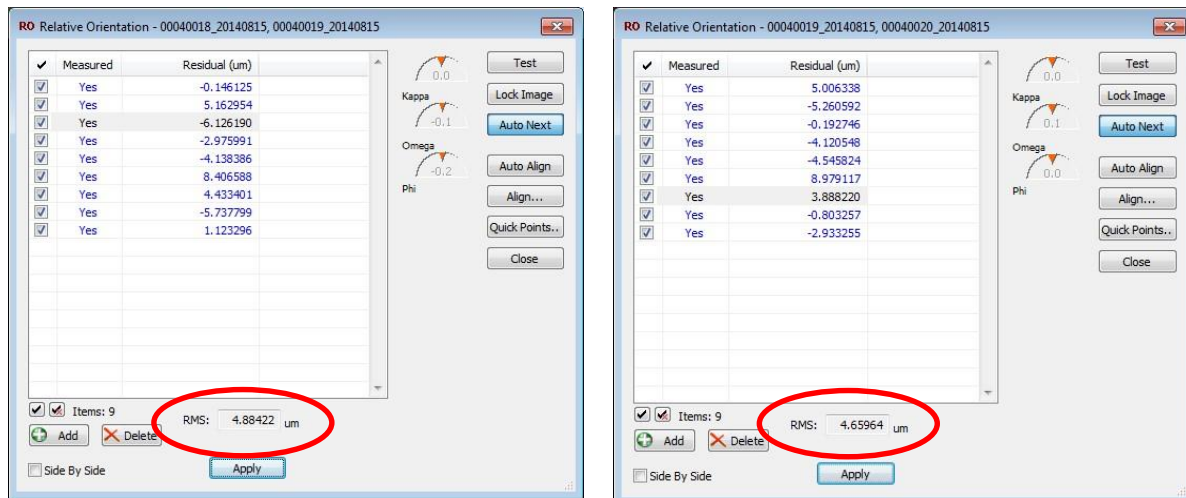 RO Relative Orientation - 00040018_20140815, 00040019_20140815
Measured Residual (um)
Yes -0.146125
Yes 5.162954
Yes -6.126190
Yes -2.975991
Yes -4.138386
Yes 8.406588
Yes 4.433401
Yes -5.737799
Yes 1.123296
0.0
Kappa
-0.1
Omega
-0.2
Phi
Test
Lock Image
Auto Next
Auto Align
Align...
Quick Points..
Close
Items: 9
RMS: 4.88422 um
Add Delete
Side By Side
Apply
RO Relative Orientation - 00040019_20140815, 00040020_20140815
Measured Residual (um)
Yes 5.006338
Yes -5.260592
Yes -0.192746
Yes -4.120548
Yes -4.545824
Yes 8.979117
Yes 3.888220
Yes -0.803257
Yes -2.933255
0.0
Kappa
0.1
Omega
0.0
Phi
Test
Lock Image
Auto Next
Auto Align
Align...
Quick Points..
Close
Items: 9
RMS: 4.65964 um
Add Delete
Side By Side
Apply